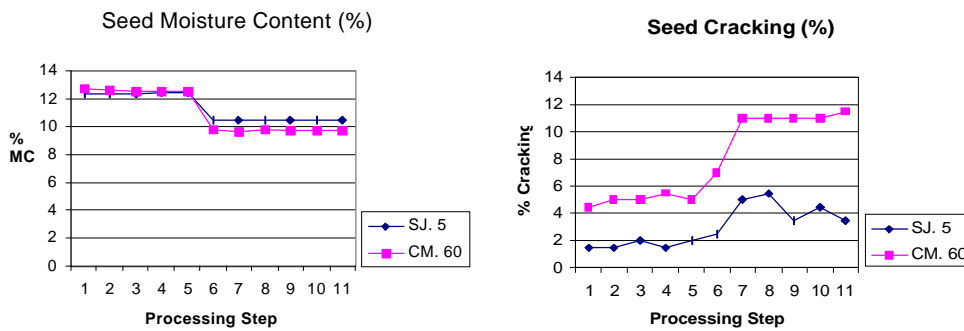 Seed Moisture Content (%)
14
12
10
8
6
4
2
0
% MC
1 2 3 4 5 6 7 8 9 10 11
Processing Step
SJ. 5
CM. 60
Seed Cracking (%)
14
12
10
8
6
4
2
0
% Cracking
1 2 3 4 5 6 7 8 9 10 11
Processing Step
SJ. 5
CM. 60